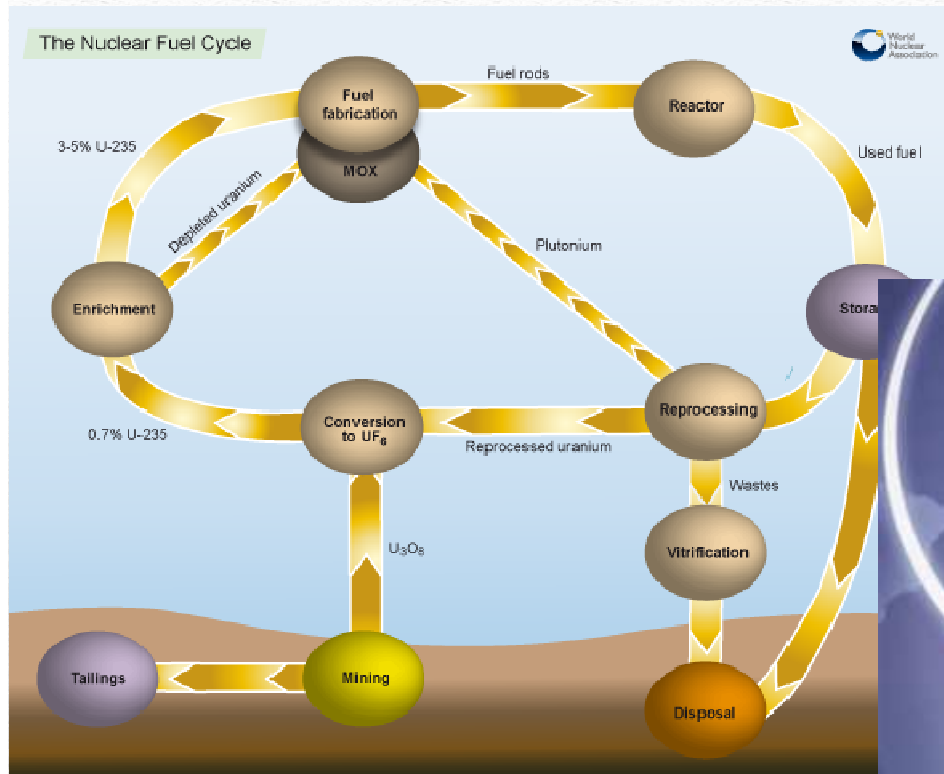 The Nuclear Fuel Cycle
World
Nuclear
Association
Fuel rods
Fuel
fabrication
Reactor
3-5% U-235
MOX
Used fuel
Depleted uranium
Plutonium
Enrichment
Stora
Reprocessing
Conversion
to UF₆
0.7% U-235
Reprocessed uranium
Wastes
U₃O₈
Vitrification
Tailings
Mining
Disposal